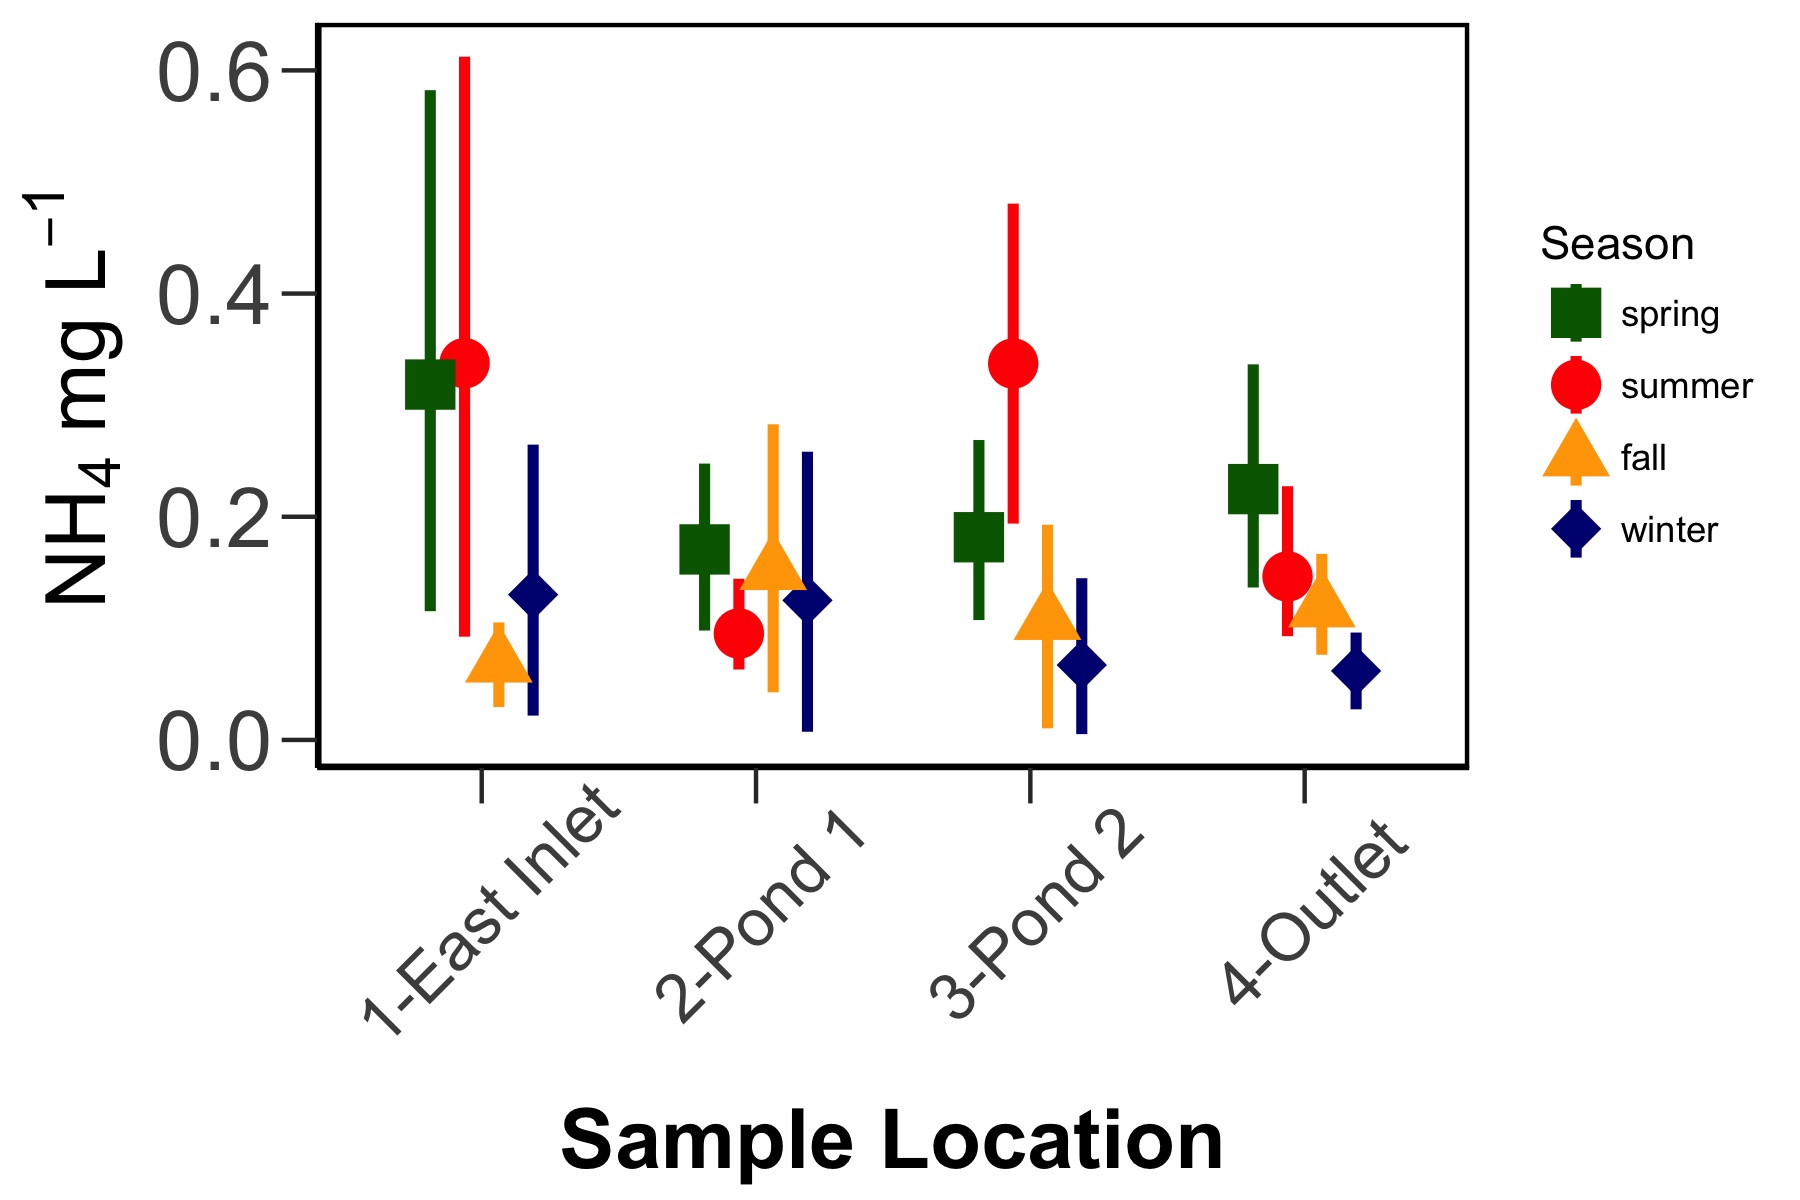 0.6
0.4
0.2
0.0
NH₄ mg L⁻¹
1-East Inlet
2-Pond 1
3-Pond 2
4-Outlet
Sample Location
Season
spring
summer
fall
winter